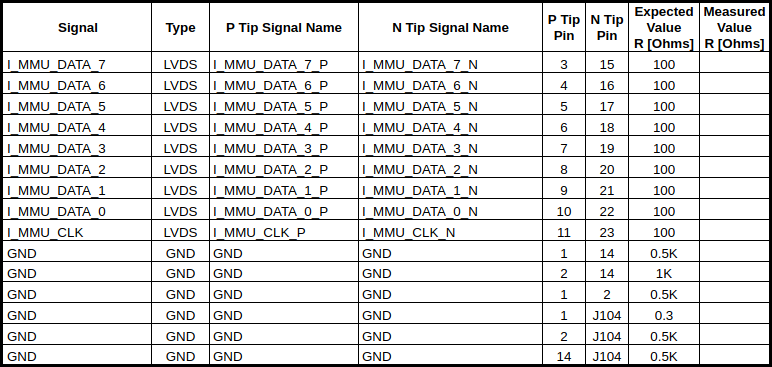 Signal Type P Tip Signal Name N Tip Signal Name P Tip Pin N Tip Pin Expected Value R [Ohms] Measured Value R [Ohms]
I_MMU_DATA_7 LVDS I_MMU_DATA_7_P I_MMU_DATA_7_N 3 15 100
I_MMU_DATA_6 LVDS I_MMU_DATA_6_P I_MMU_DATA_6_N 4 16 100
I_MMU_DATA_5 LVDS I_MMU_DATA_5_P I_MMU_DATA_5_N 5 17 100
I_MMU_DATA_4 LVDS I_MMU_DATA_4_P I_MMU_DATA_4_N 6 18 100
I_MMU_DATA_3 LVDS I_MMU_DATA_3_P I_MMU_DATA_3_N 7 19 100
I_MMU_DATA_2 LVDS I_MMU_DATA_2_P I_MMU_DATA_2_N 8 20 100
I_MMU_DATA_1 LVDS I_MMU_DATA_1_P I_MMU_DATA_1_N 9 21 100
I_MMU_DATA_0 LVDS I_MMU_DATA_0_P I_MMU_DATA_0_N 10 22 100
I_MMU_CLK LVDS I_MMU_CLK_P I_MMU_CLK_N 11 23 100
GND GND GND GND 1 14 0.5K
GND GND GND GND 2 14 1K
GND GND GND GND 1 2 0.5K
GND GND GND GND 1 J104 0.3
GND GND GND GND 2 J104 0.5K
GND GND GND GND 14 J104 0.5K